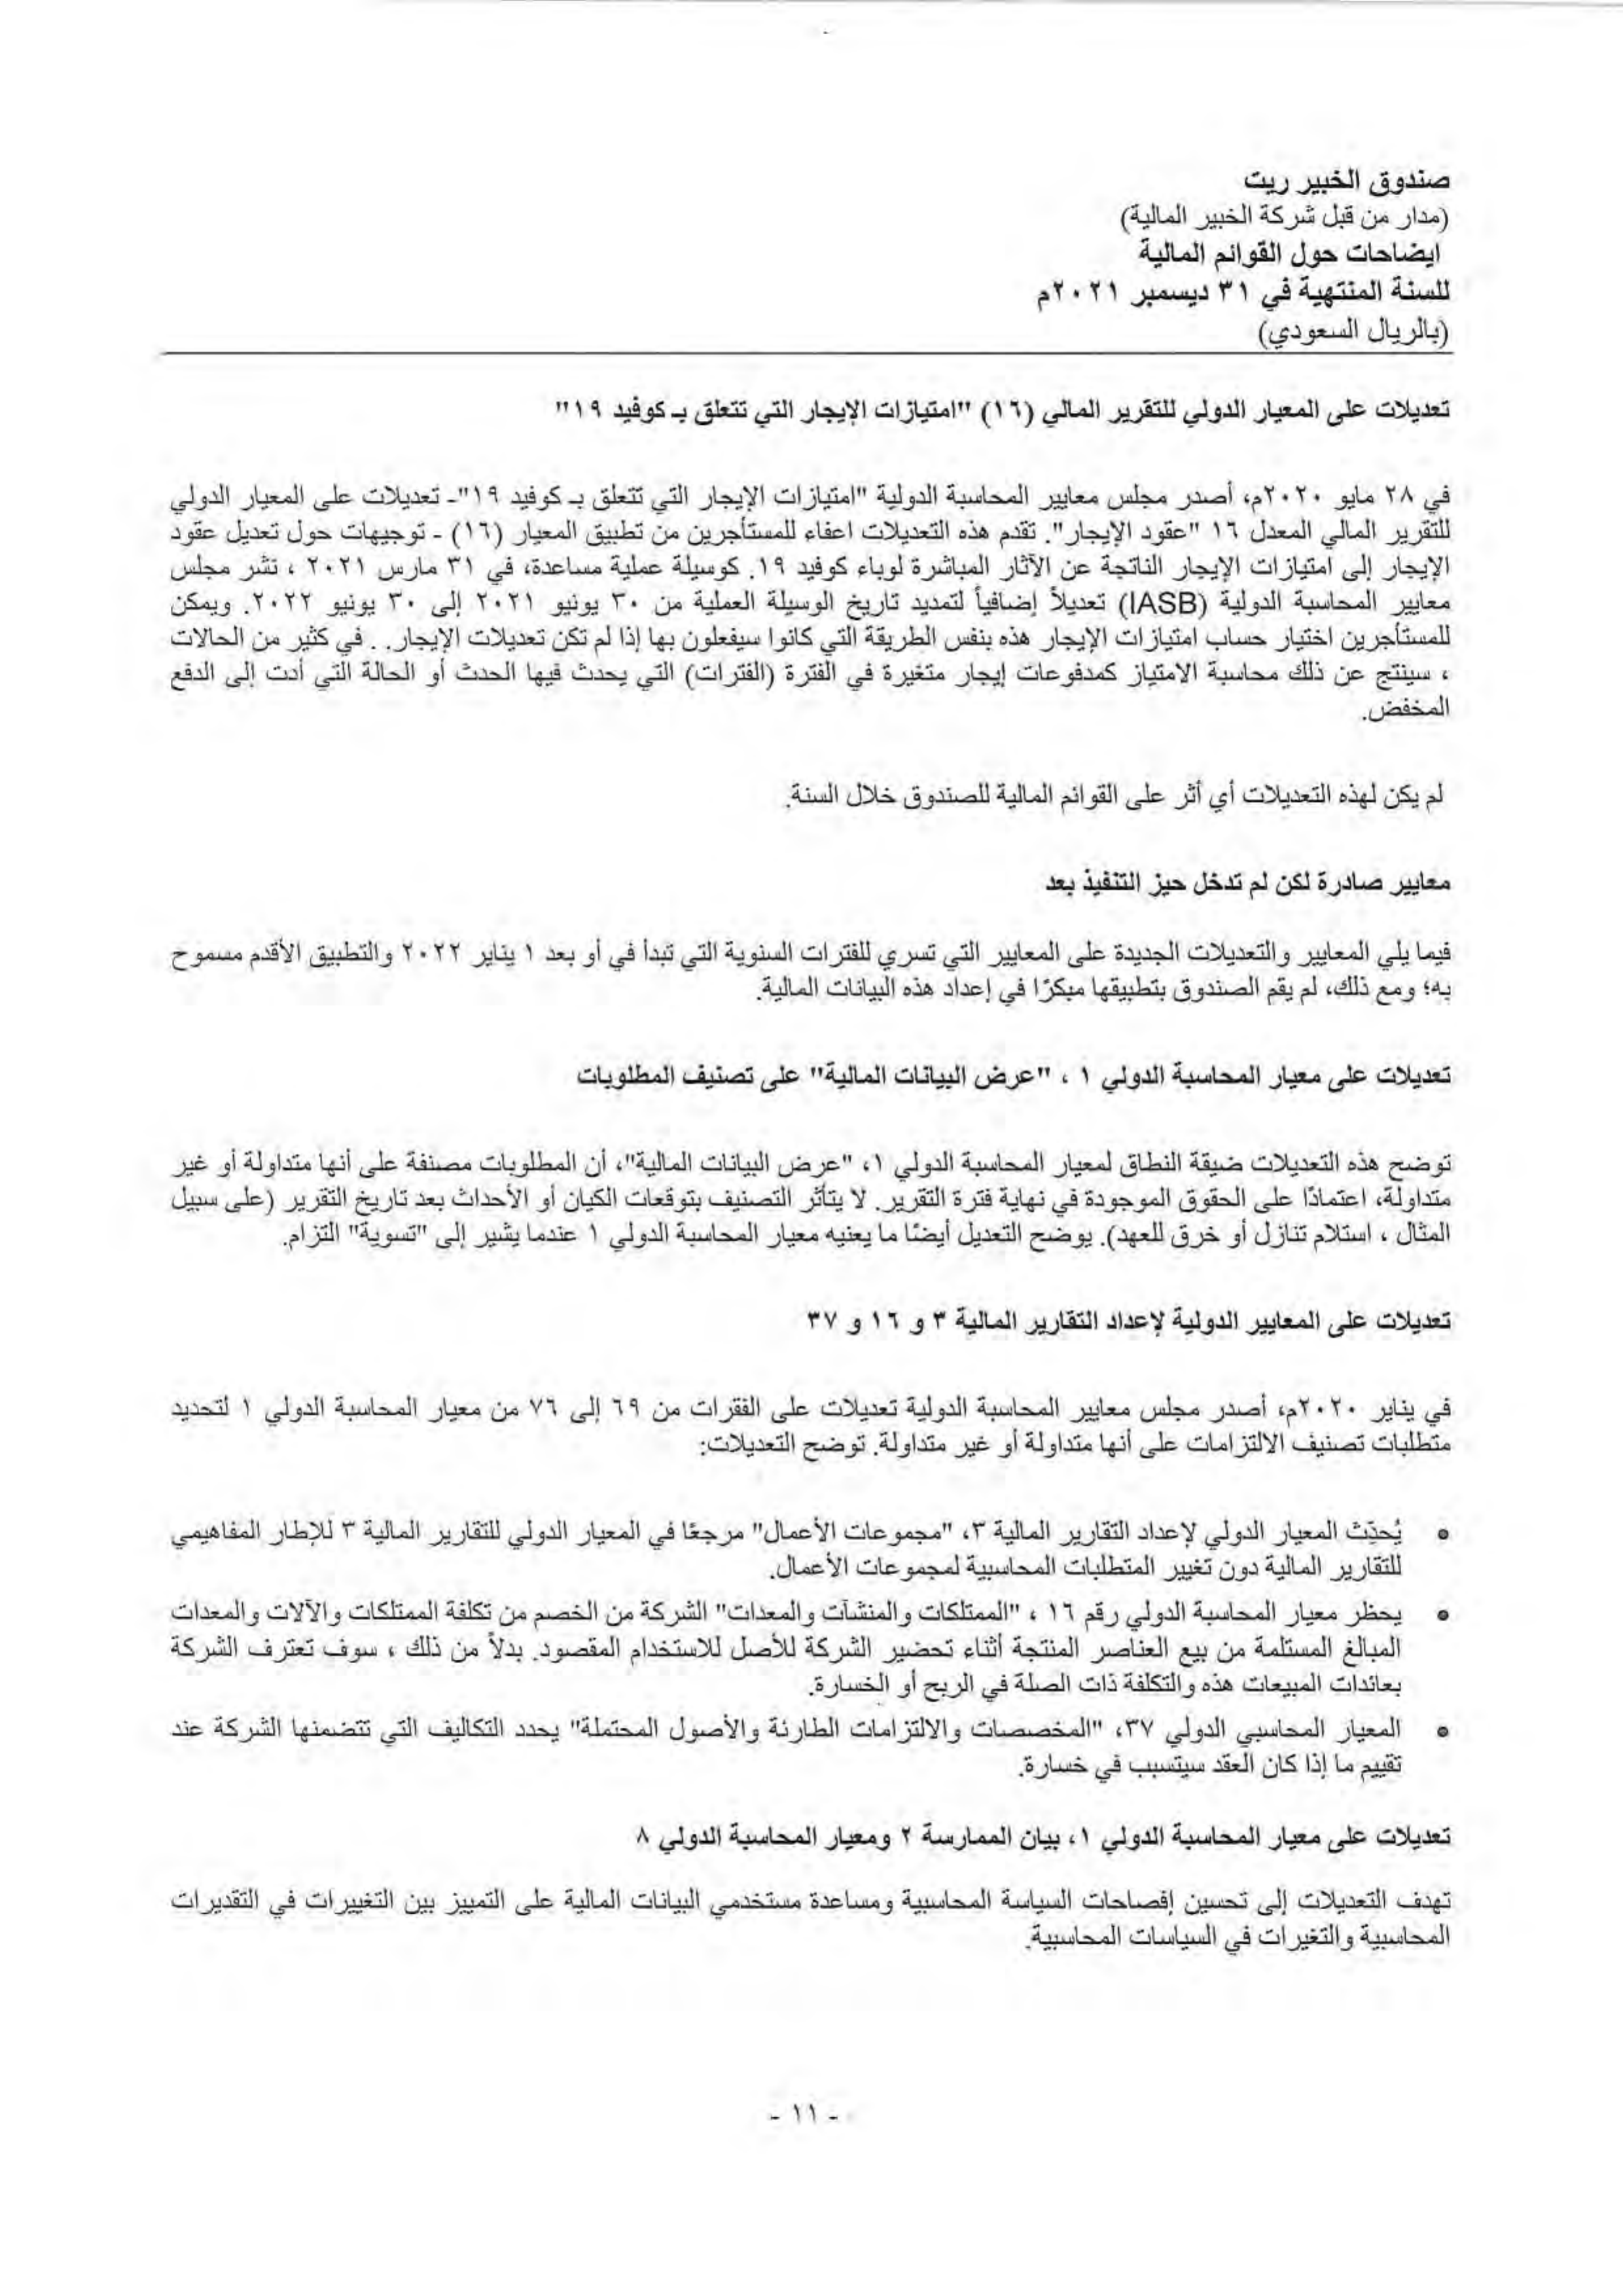 صندوق الخبير ريت
(مدار من قبل شركة الخبير المالية)
ايضاحات حول القوائم المالية
للسنة المنتهية في ٣١ ديسمبر ٢٠٢١م
(بالريال السعودي)
تعديلات على المعيار الدولي للتقرير المالي (١٦) "امتيازات الإيجار التي تتعلق بـ كوفيد ١٩"
في ٢٨ مايو ٢٠٢٠م، أصدر مجلس معايير المحاسبة الدولية "امتيازات الإيجار التي تتعلق بـ كوفيد ١٩"- تعديلات على المعيار الدولي
للتقرير المالي المعدل ١٦ "عقود الإيجار". تقدم هذه التعديلات اعفاء للمستأجرين من تطبيق المعيار (١٦) - توجيهات حول تعديل عقود
الإيجار إلى امتيازات الإيجار الناتجة عن الآثار المباشرة لوباء كوفيد ١٩. كوسيلة عملية مساعدة، في ٣١ مارس ٢٠٢١ ، نشر مجلس
معايير المحاسبة الدولية (IASB) تعديلاً إضافياً لتمديد تاريخ الوسيلة العملية من ٣٠ يونيو ٢٠٢١ إلى ٣٠ يونيو ٢٠٢٢. ويمكن
للمستأجرين اختيار حساب امتيازات الإيجار هذه بنفس الطريقة التي كانوا سيفعلون بها إذا لم تكن تعديلات الإيجار. . في كثير من الحالات
، سينتج عن ذلك محاسبة الامتياز كمدفوعات إيجار متغيرة في الفترة (الفترات) التي يحدث فيها الحدث أو الحالة التي أدت إلى الدفع
المخفض.
لم يكن لهذه التعديلات أي أثر على القوائم المالية للصندوق خلال السنة.
معايير صادرة لكن لم تدخل حيز التنفيذ بعد
فيما يلي المعايير والتعديلات الجديدة على المعايير التي تسري للفترات السنوية التي تبدأ في أو بعد ١ يناير ٢٠٢٢ والتطبيق الأقدم مسموح
به؛ ومع ذلك، لم يقم الصندوق بتطبيقها مبكرًا في إعداد هذه البيانات المالية.
تعديلات على معيار المحاسبة الدولي ١ ، "عرض البيانات المالية" على تصنيف المطلوبات
توضح هذه التعديلات ضيقة النطاق لمعيار المحاسبة الدولي ١، "عرض البيانات المالية"، أن المطلوبات مصنفة على أنها متداولة أو غير
متداولة، اعتمادًا على الحقوق الموجودة في نهاية فترة التقرير. لا يتأثر التصنيف بتوقعات الكيان أو الأحداث بعد تاريخ التقرير (على سبيل
المثال ، استلام تنازل أو خرق للعهد). يوضح التعديل أيضًا ما يعنيه معيار المحاسبة الدولي ١ عندما يشير إلى "تسوية" التزام.
تعديلات على المعايير الدولية لإعداد التقارير المالية ٣ و ١٦ و ٣٧
في يناير ٢٠٢٠م، أصدر مجلس معايير المحاسبة الدولية تعديلات على الفقرات من ٦٩ إلى ٧٦ من معيار المحاسبة الدولي ١ لتحديد
متطلبات تصنيف الالتزامات على أنها متداولة أو غير متداولة. توضح التعديلات:
• يُحدِّث المعيار الدولي لإعداد التقارير المالية ٣، "مجموعات الأعمال" مرجعًا في المعيار الدولي للتقارير المالية ٣ للإطار المفاهيمي
للتقارير المالية دون تغيير المتطلبات المحاسبية لمجموعات الأعمال.
• يحظر معيار المحاسبة الدولي رقم ١٦ ، "الممتلكات والمنشآت والمعدات" الشركة من الخصم من تكلفة الممتلكات والآلات والمعدات
المبالغ المستلمة من بيع العناصر المنتجة أثناء تحضير الشركة للأصل للاستخدام المقصود. بدلاً من ذلك ، سوف تعترف الشركة
بعائدات المبيعات هذه والتكلفة ذات الصلة في الربح أو الخسارة.
• المعيار المحاسبي الدولي ٣٧، "المخصصات والالتزامات الطارئة والأصول المحتملة" يحدد التكاليف التي تتضمنها الشركة عند
تقييم ما إذا كان العقد سيتسبب في خسارة.
تعديلات على معيار المحاسبة الدولي ١، بيان الممارسة ٢ ومعيار المحاسبة الدولي ٨
تهدف التعديلات إلى تحسين إفصاحات السياسة المحاسبية ومساعدة مستخدمي البيانات المالية على التمييز بين التغييرات في التقديرات
المحاسبية والتغيرات في السياسات المحاسبية.
- ١١ -